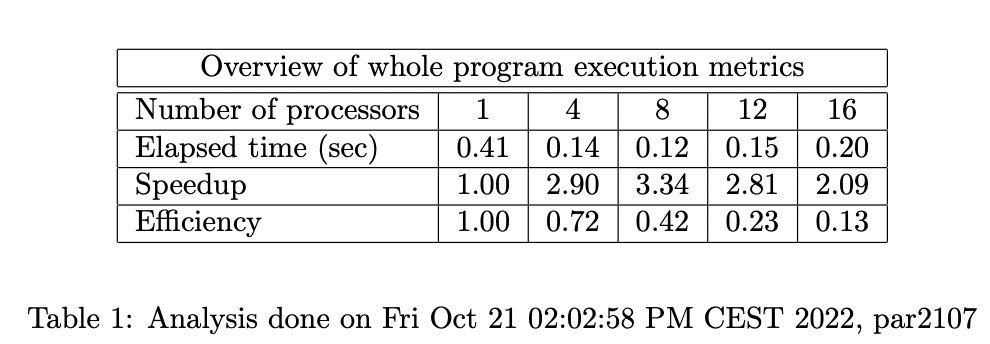 Overview of whole program execution metrics
Number of processors 1 4 8 12 16
Elapsed time (sec) 0.41 0.14 0.12 0.15 0.20
Speedup 1.00 2.90 3.34 2.81 2.09
Efficiency 1.00 0.72 0.42 0.23 0.13
Table 1: Analysis done on Fri Oct 21 02:02:58 PM CEST 2022, par2107